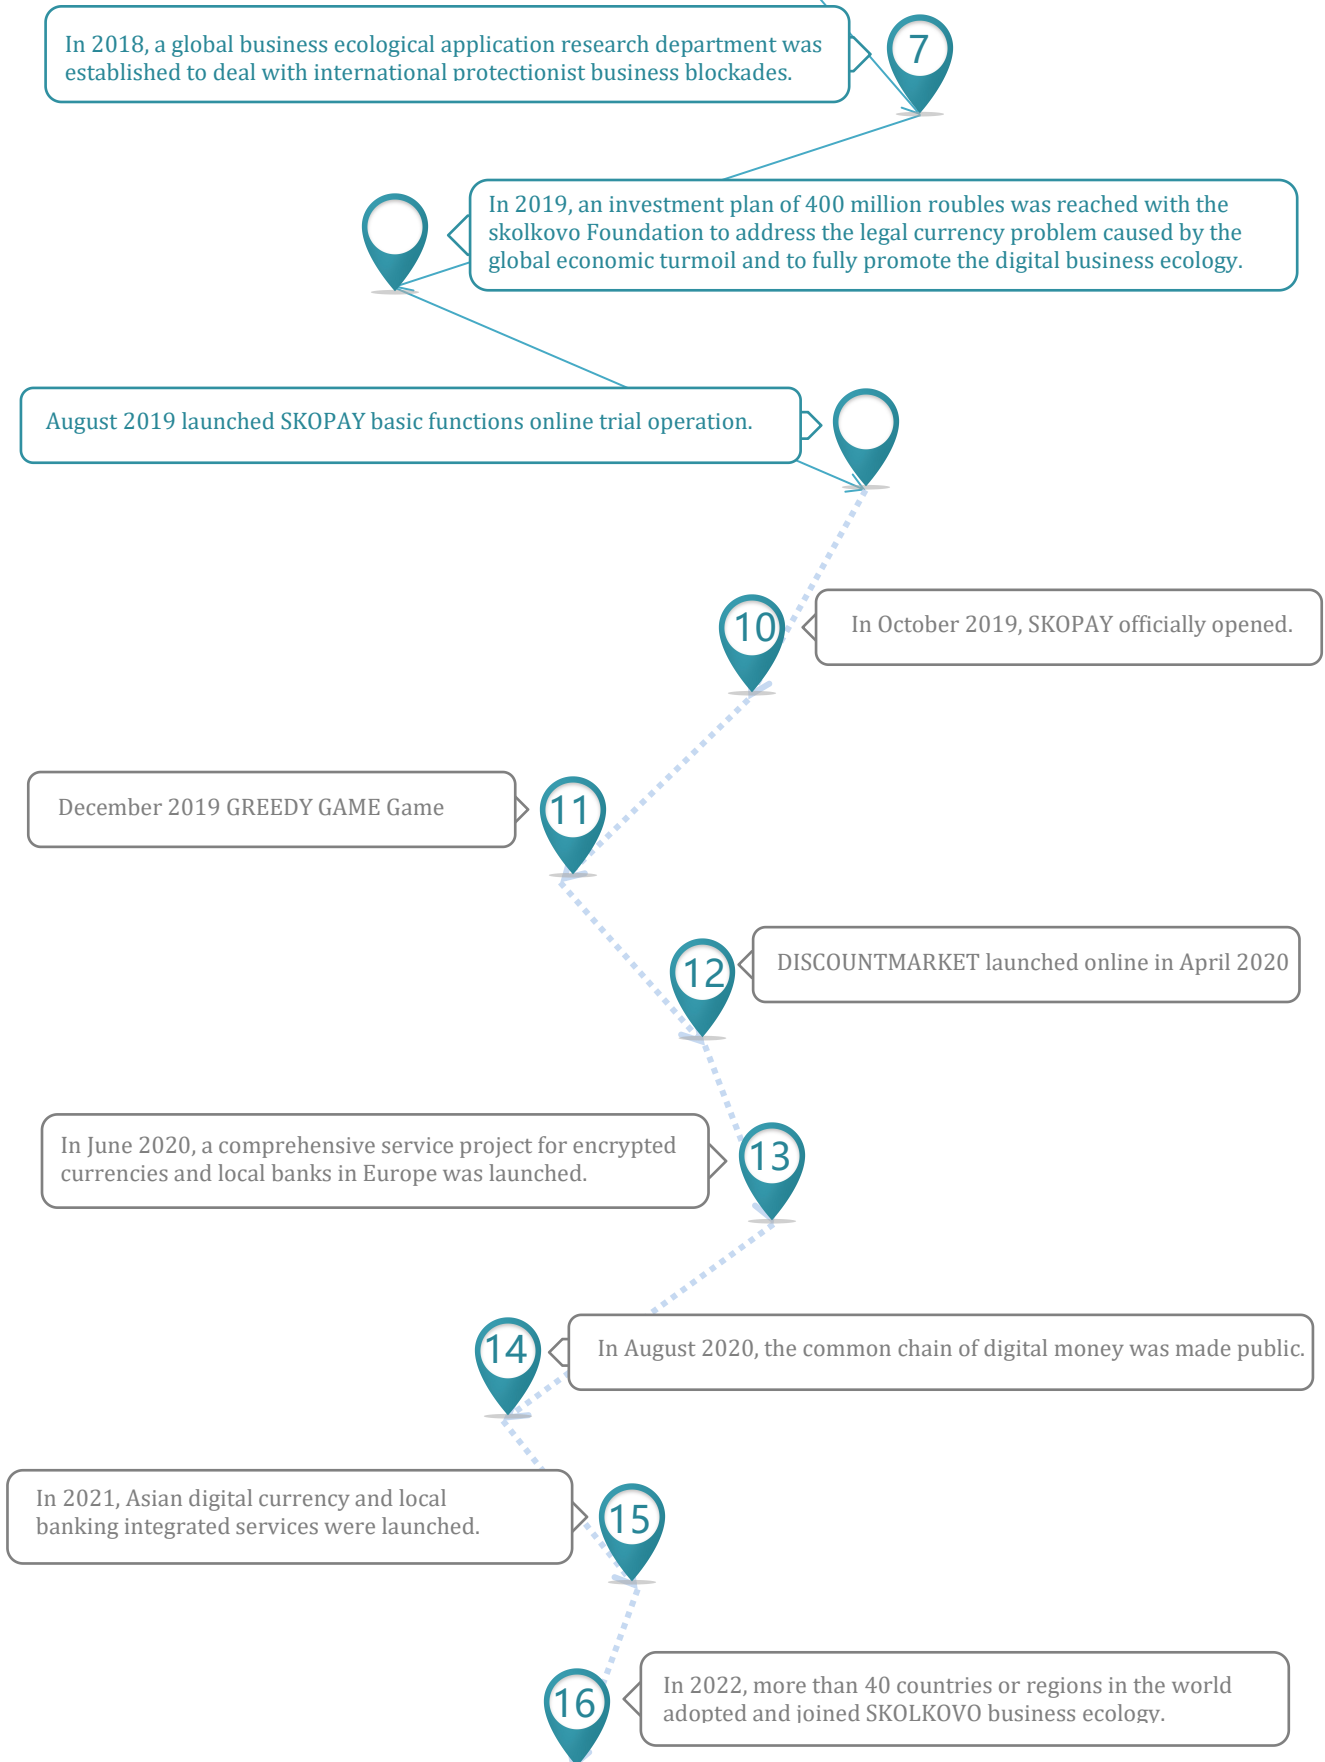 In 2018, a global business ecological application research department was
established to deal with international protectionist business blockades.
7
In 2019, an investment plan of 400 million roubles was reached with the
skolkovo Foundation to address the legal currency problem caused by the
global economic turmoil and to fully promote the digital business ecology.
August 2019 launched SKOPAY basic functions online trial operation.
10
In October 2019, SKOPAY officially opened.
December 2019 GREEDY GAME Game
11
12
DISCOUNTMARKET launched online in April 2020
In June 2020, a comprehensive service project for encrypted
currencies and local banks in Europe was launched.
13
14
In August 2020, the common chain of digital money was made public.
In 2021, Asian digital currency and local
banking integrated services were launched.
15
16
In 2022, more than 40 countries or regions in the world
adopted and joined SKOLKOVO business ecology.